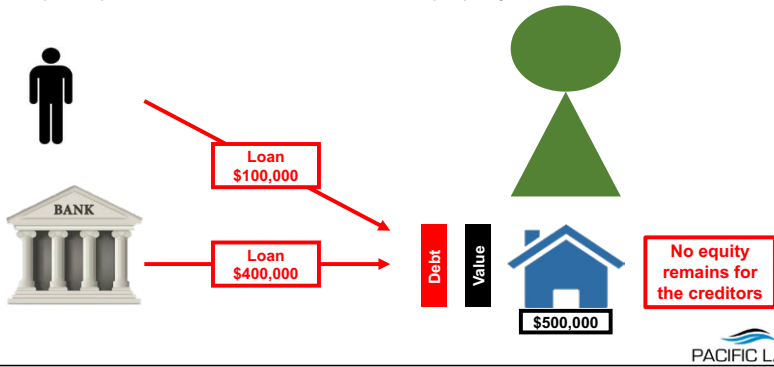 Loan
$100,000
BANK
Loan
$400,000
Debt
Value
$500,000
No equity
remains for
the creditors
PACIFIC